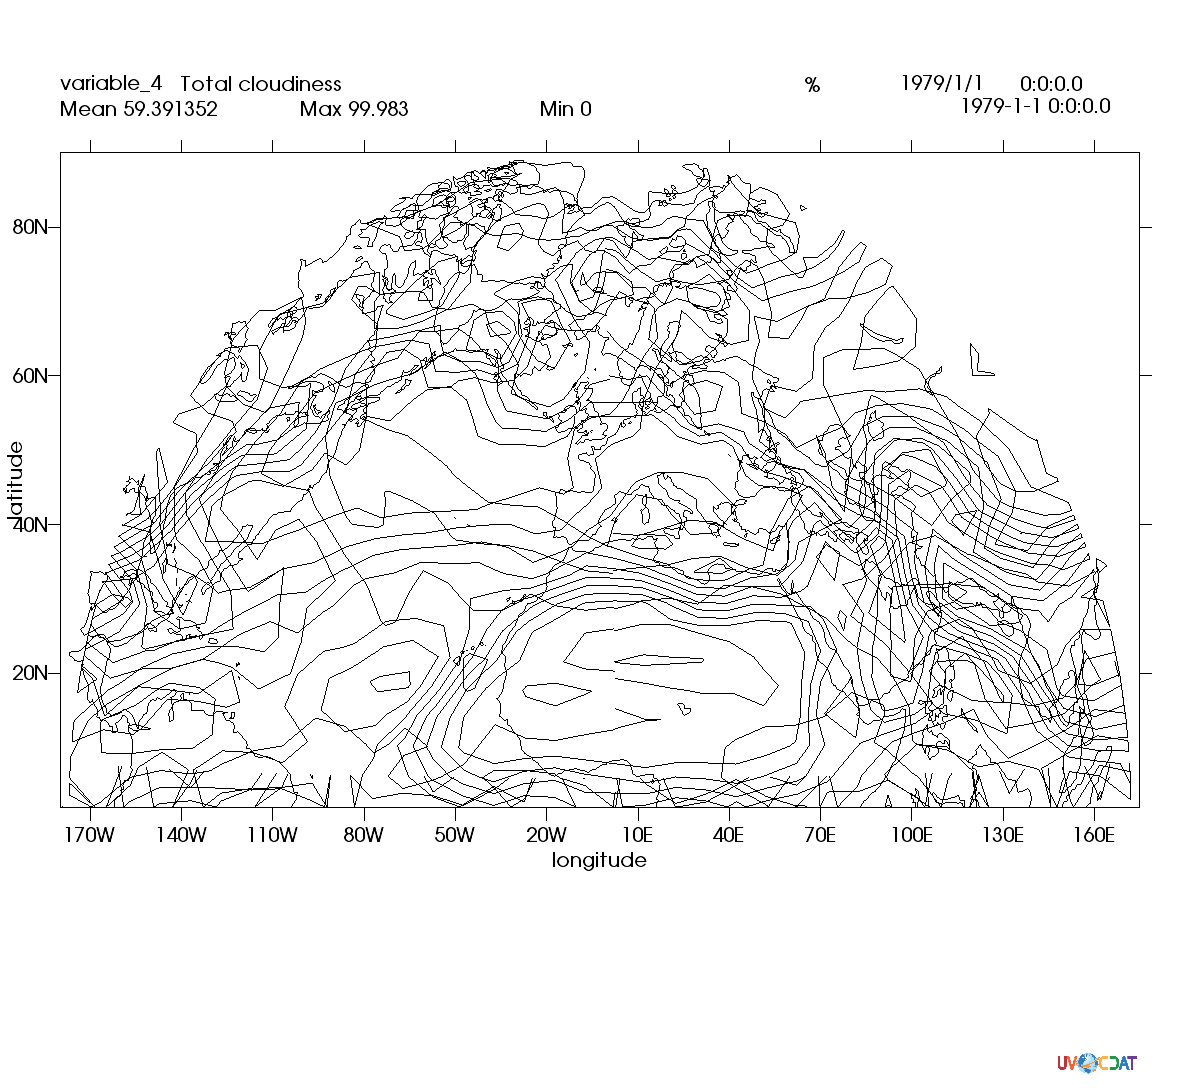 variable_4 Total cloudiness % 1979/1/1 0:0:0.0
Mean 59.391352 Max 99.983 Min 0 1979-1-1 0:0:0.0
80N
60N
latitude
40N
20N
170W 140W 110W 80W 50W 20W 10E 40E 70E 100E 130E 160E
longitude
UV CDAT